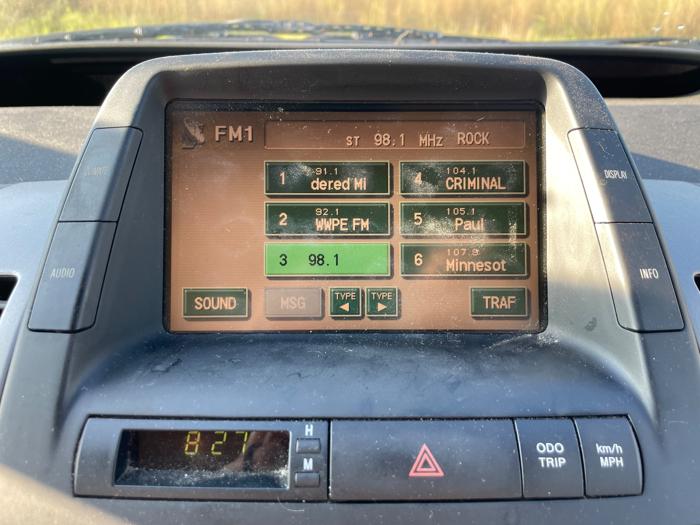 FM1
ST 98.1 MHz ROCK
CLIMATE
DISPLAY
1 91.1 dered Mi
4 104.1 CRIMINAL
2 92.1 WWPE FM
5 105.1 Paul
AUDIO
3 98.1
6 107.9 Minnesot
INFO
SOUND
MSG
TYPE
TYPE
TRAF
8:27
H
M
ODO
TRIP
km/h
MPH